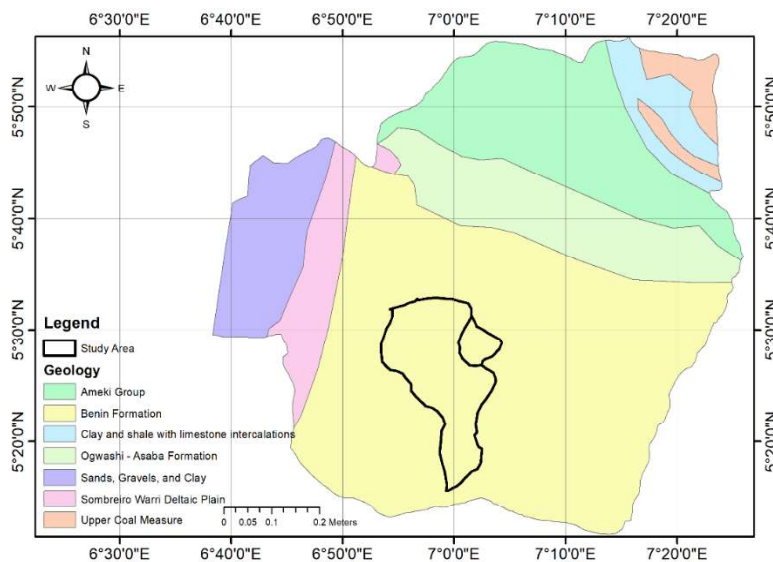 6°30'0"E 6°40'0"E 6°50'0"E 7°0'0"E 7°10'0"E 7°20'0"E
N
W E
S
5°50'0"N 5°50'0"N
5°40'0"N 5°40'0"N
5°30'0"N 5°30'0"N
5°20'0"N 5°20'0"N
Legend
Study Area
Geology
Ameki Group
Benin Formation
Clay and shale with limestone intercalations
Ogwashi - Asaba Formation
Sands, Gravels, and Clay
Sombreiro Warri Deltaic Plain
Upper Coal Measure
0 0.05 0.1 0.2 Meters
6°30'0"E 6°40'0"E 6°50'0"E 7°0'0"E 7°10'0"E 7°20'0"E